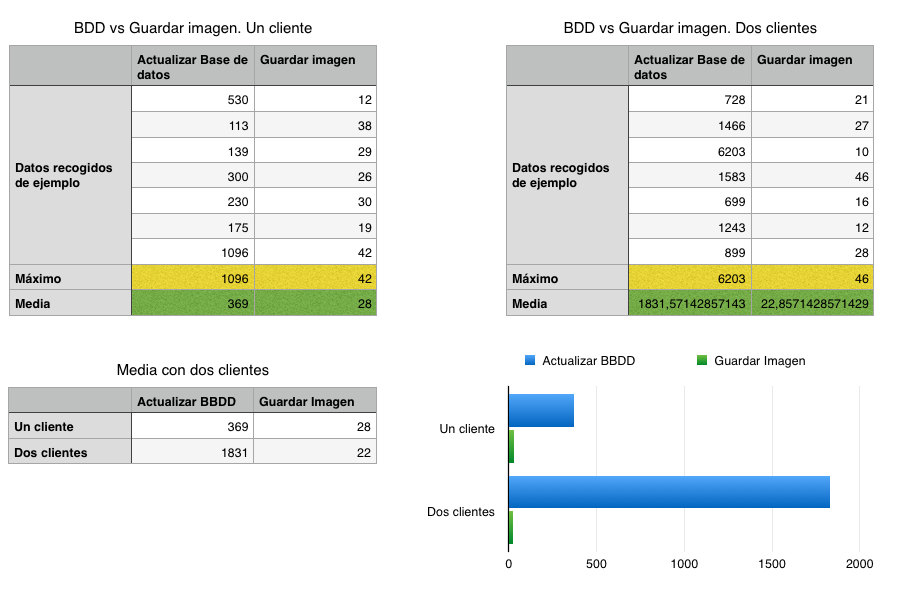 BDD vs Guardar imagen. Un cliente
Actualizar Base de datos Guardar imagen
Datos recogidos de ejemplo
530 12
113 38
139 29
300 26
230 30
175 19
1096 42
Máximo 1096 42
Media 369 28
BDD vs Guardar imagen. Dos clientes
Actualizar Base de datos Guardar imagen
Datos recogidos de ejemplo
728 21
1466 27
6203 10
1583 46
699 16
1243 12
899 28
Máximo 6203 46
Media 1831,57142857143 22,8571428571429
Media con dos clientes
Actualizar BBDD Guardar Imagen
Un cliente 369 28
Dos clientes 1831 22
Actualizar BBDD Guardar Imagen
Un cliente
Dos clientes
0 500 1000 1500 2000